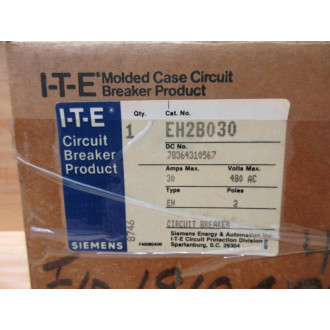 I-T-E® Molded Case Circuit
Breaker Product
I-T-E®
Circuit
Breaker
Product
SIEMENS
Qty. Cat. No.
1 EH2B030
DC No.
78364310567
Amps Max. Volts Max.
30 480 AC
Type Poles
EH 2
CIRCUIT BREAKER
8746
Siemens Energy & Automation, Inc.
I-T-E Circuit Protection Division
Spartanburg, SC 29304